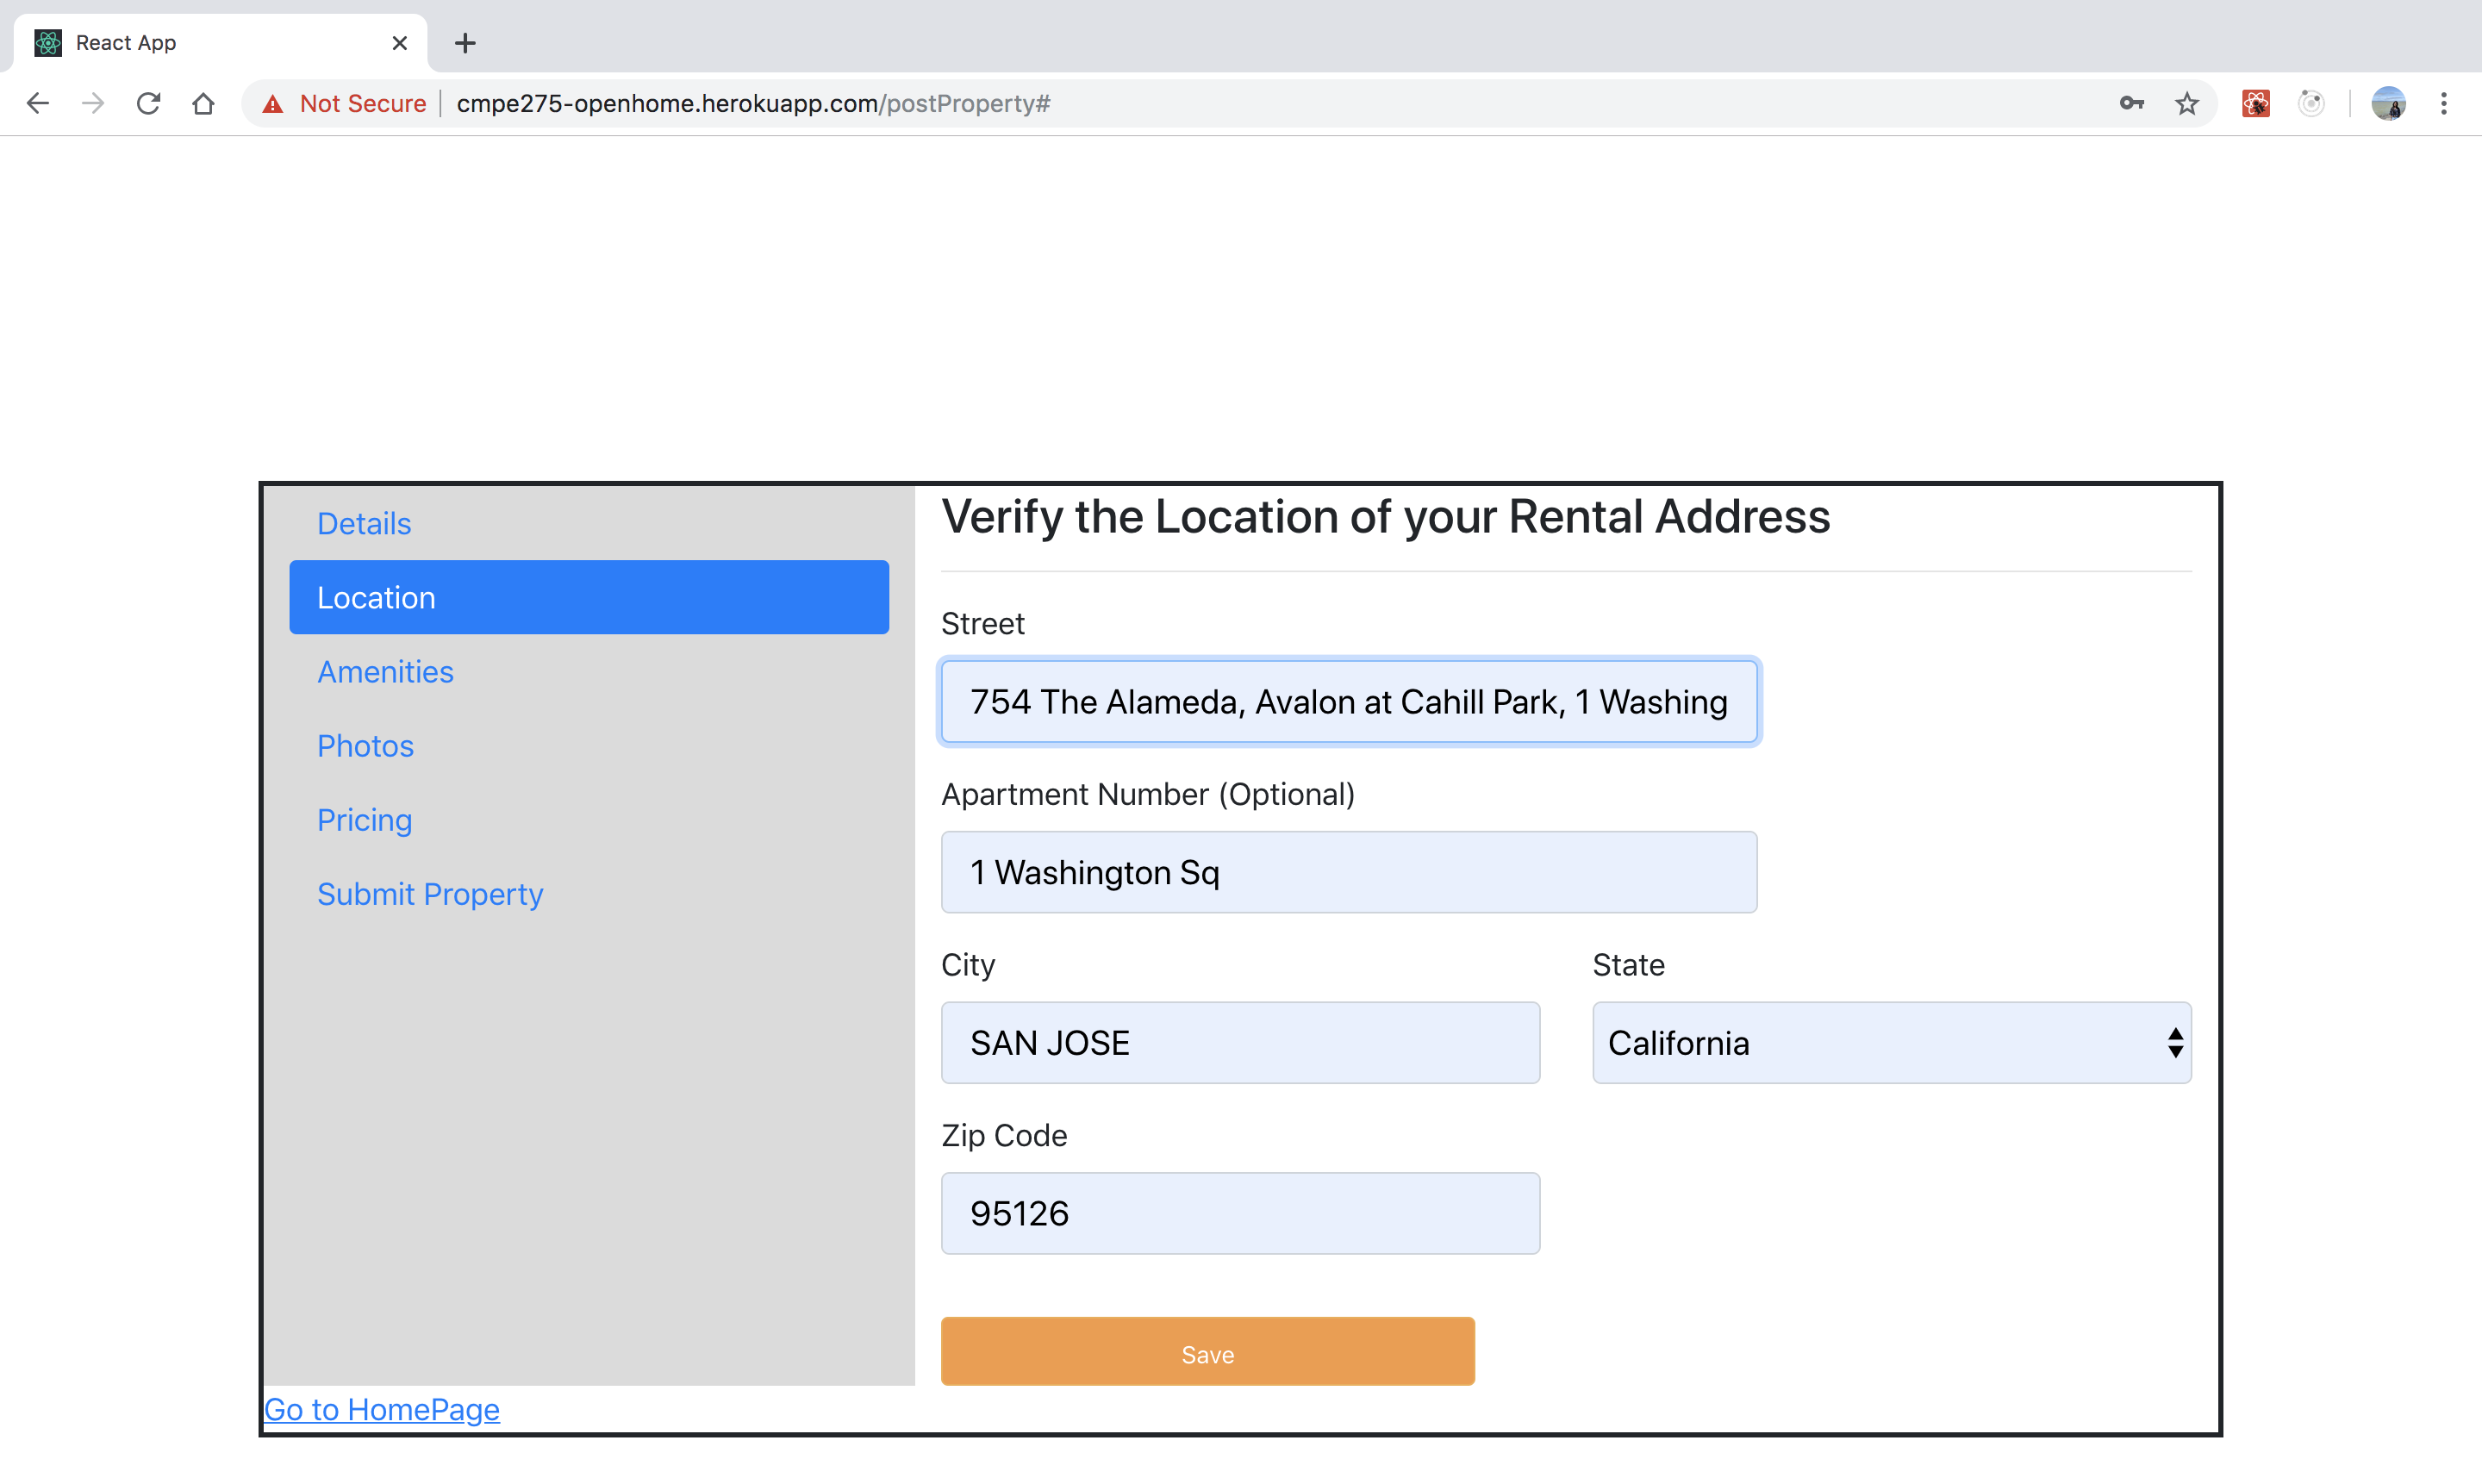 React App
Not Secure
cmpe275-openhome.herokuapp.com/postProperty#
Details
Location
Amenities
Photos
Pricing
Submit Property
Go to HomePage
Verify the Location of your Rental Address
Street
754 The Alameda, Avalon at Cahill Park, 1 Washing
Apartment Number (Optional)
1 Washington Sq
City
State
SAN JOSE
California
Zip Code
95126
Save